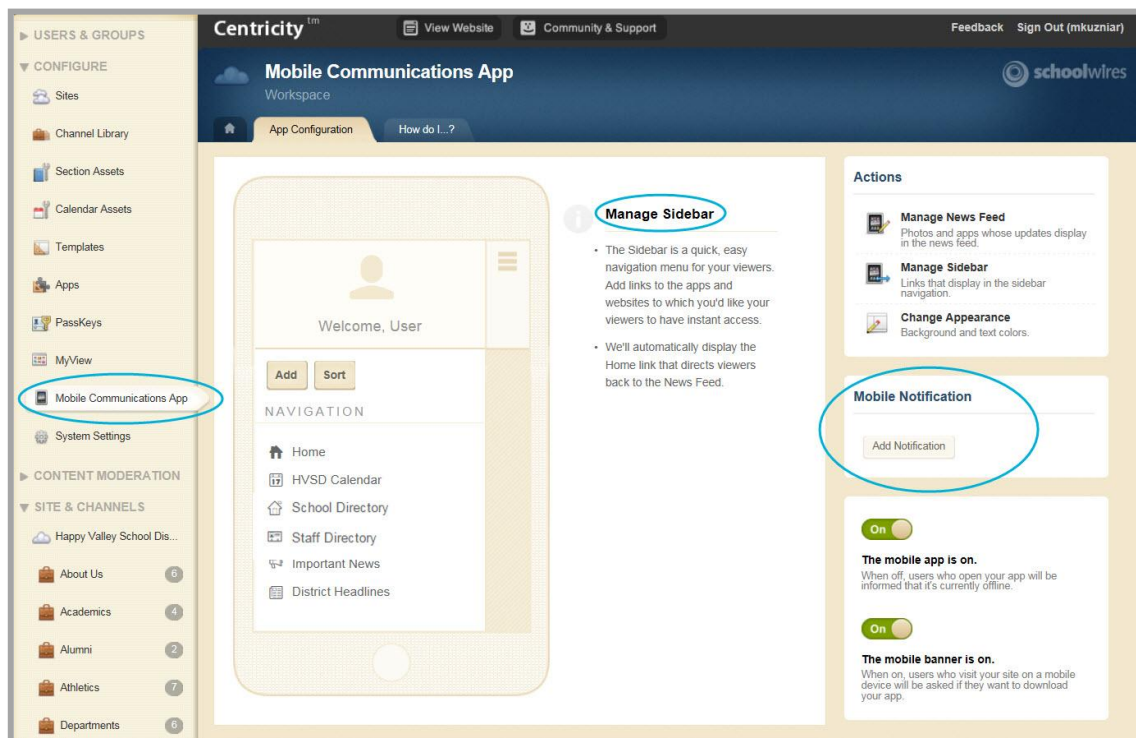 Centricity tm
View Website
Community & Support
Feedback
Sign Out (mkuzniar)
USERS & GROUPS
CONFIGURE
Sites
Channel Library
Section Assets
Calendar Assets
Templates
Apps
PassKeys
MyView
Mobile Communications App
System Settings
CONTENT MODERATION
SITE & CHANNELS
Happy Valley School Dis...
About Us 6
Academics 4
Alumni 2
Athletics 7
Departments 6
Mobile Communications App
Workspace
schoolwires
App Configuration
How do I...?
Welcome, User
Add
Sort
NAVIGATION
Home
17 HVSD Calendar
School Directory
Staff Directory
Important News
District Headlines
Manage Sidebar
• The Sidebar is a quick, easy
navigation menu for your viewers.
Add links to the apps and
websites to which you'd like your
viewers to have instant access.
• We'll automatically display the
Home link that directs viewers
back to the News Feed.
Actions
Manage News Feed
Photos and apps whose updates display
in the news feed.
Manage Sidebar
Links that display in the sidebar
navigation.
Change Appearance
Background and text colors.
Mobile Notification
Add Notification
On
The mobile app is on.
When off, users who open your app will be
informed that it's currently offline.
On
The mobile banner is on.
When on, users who visit your site on a mobile
device will be asked if they want to download
your app.